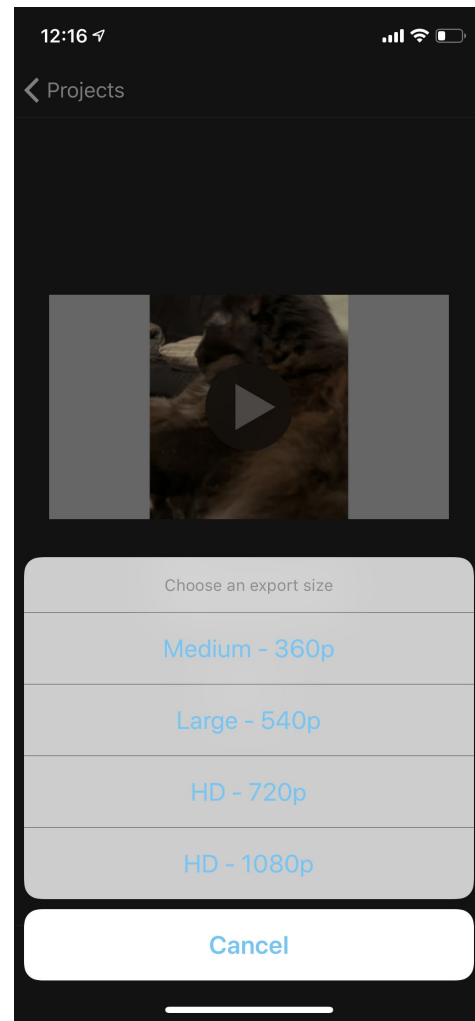 12:16
Projects
Choose an export size
Medium - 360p
Large - 540p
HD - 720p
HD - 1080p
Cancel